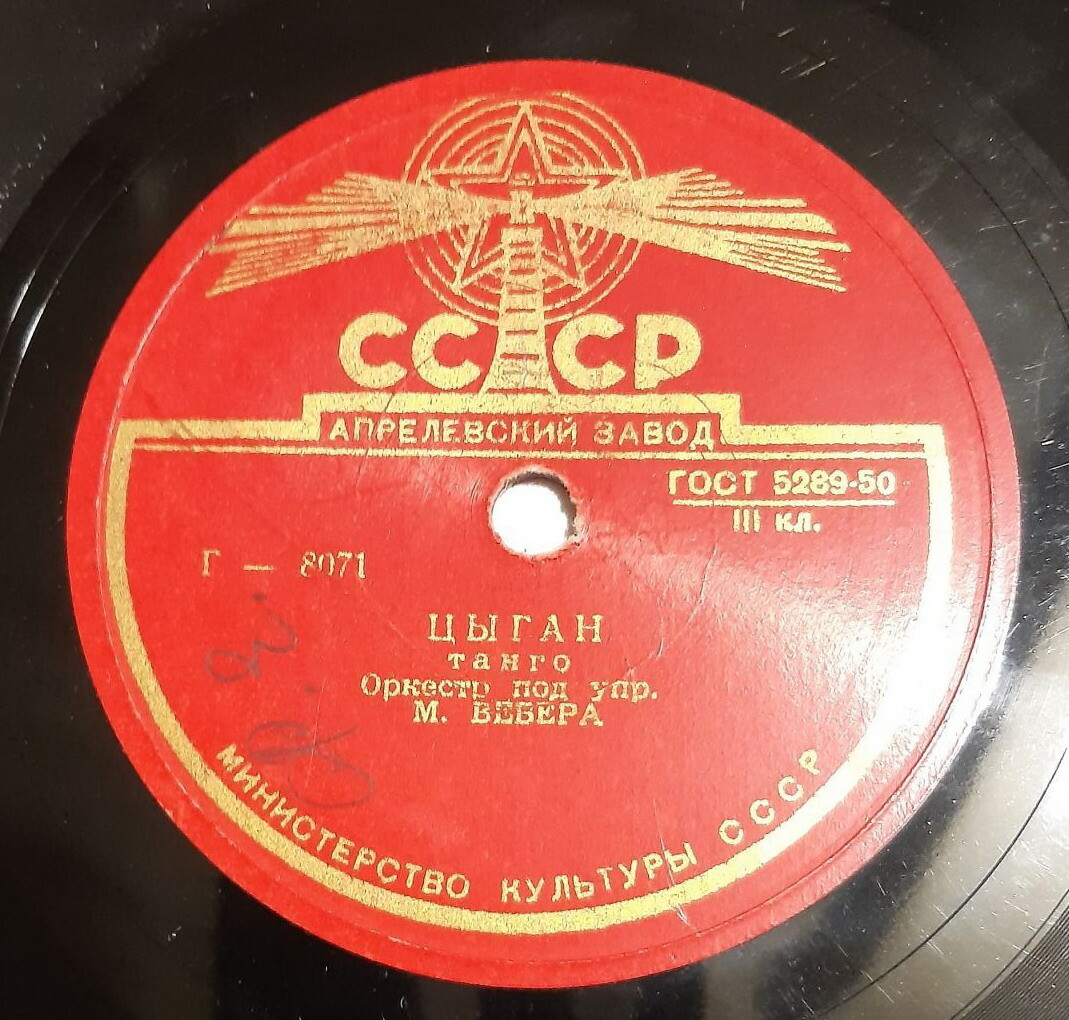 СССР
АПРЕЛЕВСКИЙ ЗАВОД
ГОСТ 5289-50
III кл.
Г — 8071
ЦЫГАН
танго
Оркестр под упр.
М. ВЕБЕРА
МИНИСТЕРСТВО КУЛЬТУРЫ СССР